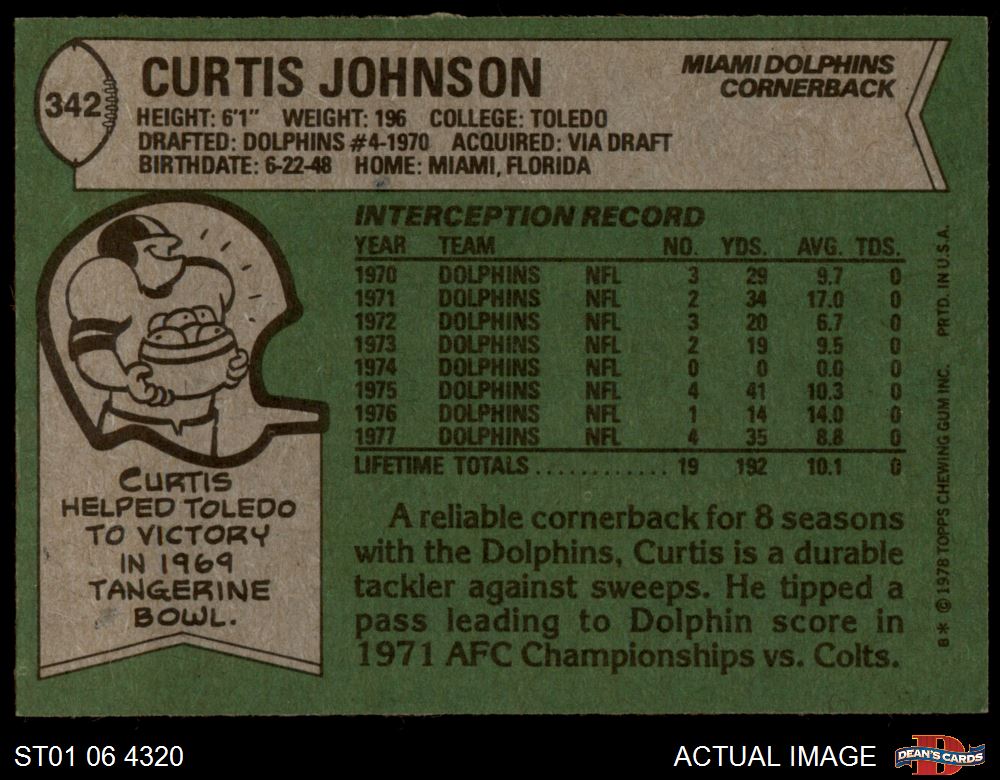 342
CURTIS JOHNSON
MIAMI DOLPHINS
CORNERBACK
HEIGHT: 6'1" WEIGHT: 196 COLLEGE: TOLEDO
DRAFTED: DOLPHINS #4-1970 ACQUIRED: VIA DRAFT
BIRTHDATE: 6-22-48 HOME: MIAMI, FLORIDA
INTERCEPTION RECORD
YEAR TEAM NO. YDS. AVG. TDS.
1970 DOLPHINS NFL 3 29 9.7 0
1971 DOLPHINS NFL 2 34 17.0 0
1972 DOLPHINS NFL 3 20 6.7 0
1973 DOLPHINS NFL 2 19 9.5 0
1974 DOLPHINS NFL 0 0 0.0 0
1975 DOLPHINS NFL 4 41 10.3 0
1976 DOLPHINS NFL 1 14 14.0 0
1977 DOLPHINS NFL 4 35 8.8 0
LIFETIME TOTALS............ 19 192 10.1 0
CURTIS
HELPED TOLEDO
TO VICTORY
IN 1969
TANGERINE
BOWL.
A reliable cornerback for 8 seasons
with the Dolphins, Curtis is a durable
tackler against sweeps. He tipped a
pass leading to Dolphin score in
1971 AFC Championships vs. Colts.
B* © 1978 TOPPS CHEWING GUM INC. PRTD. IN U.S.A.
ST01 06 4320
ACTUAL IMAGE
D
DEAN'S CARDS